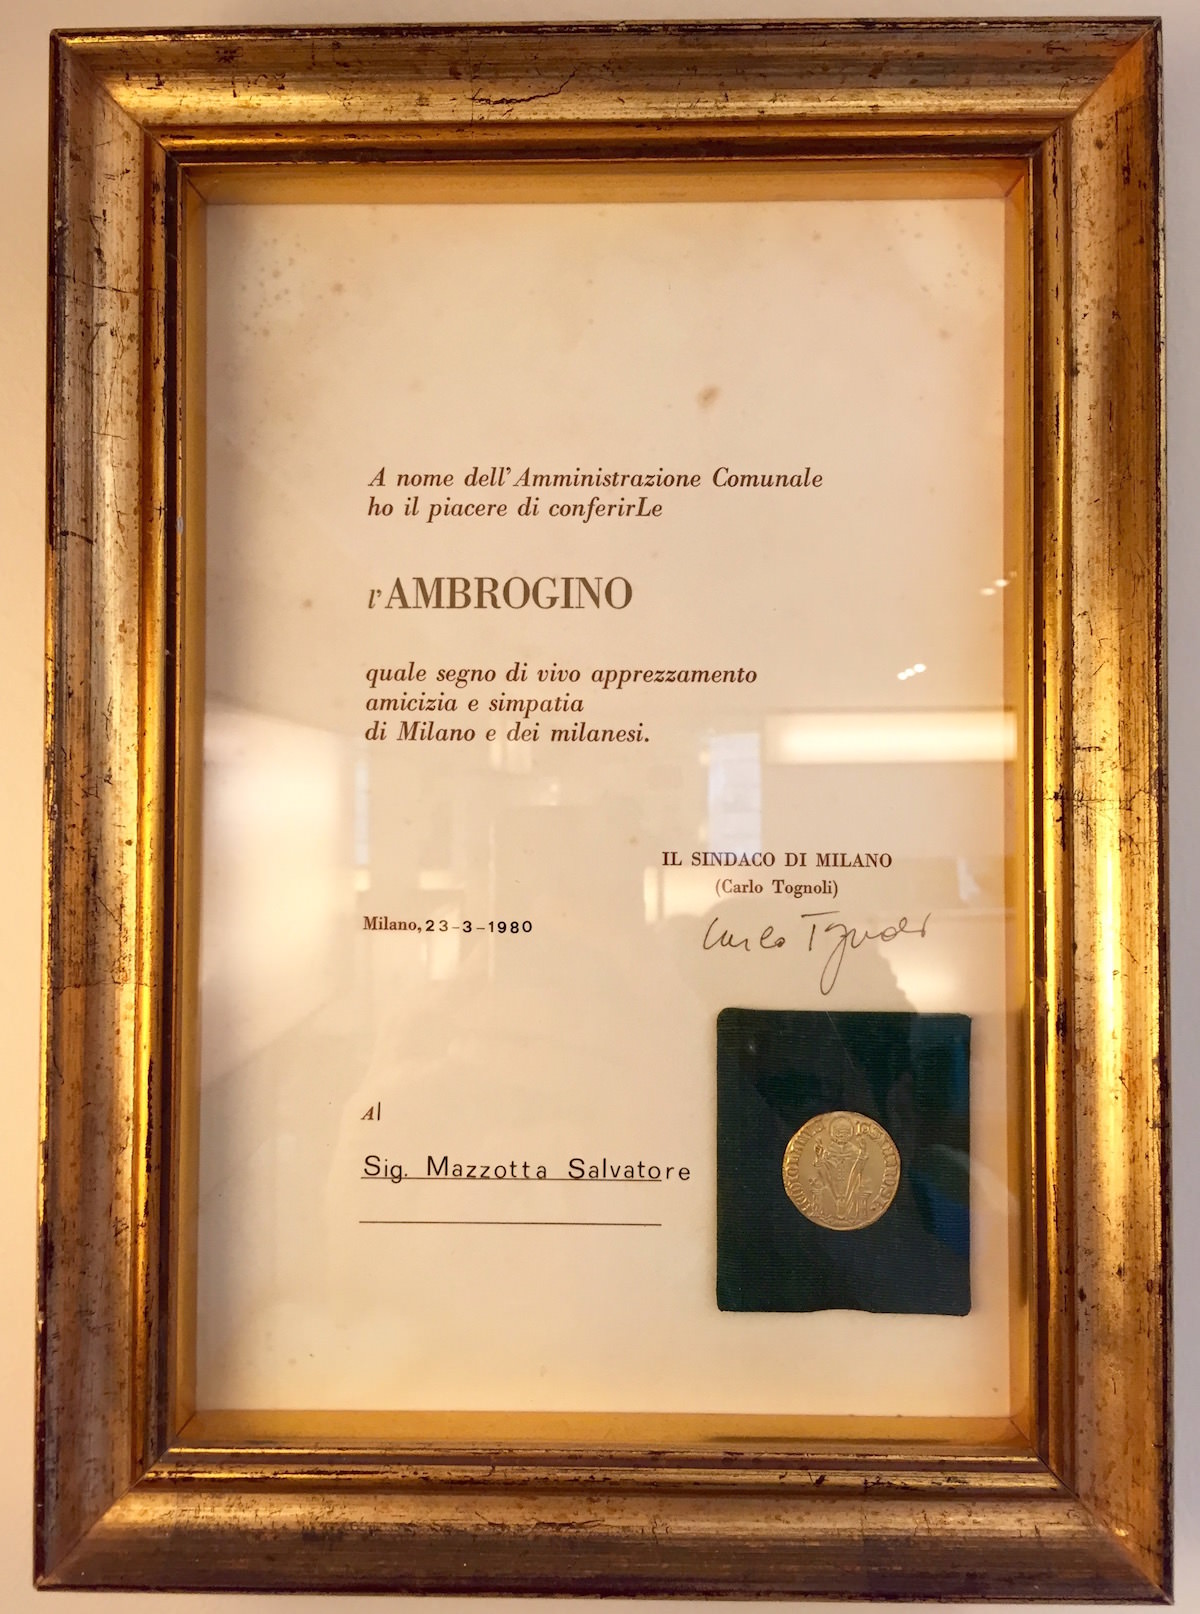 A nome dell'Amministrazione Comunale
ho il piacere di conferirLe
l'AMBROGINO
quale segno di vivo apprezzamento
amicizia e simpatia
di Milano e dei milanesi.
IL SINDACO DI MILANO
(Carlo Tognoli)
Milano, 23-3-1980
Carlo Tognoli
Al
Sig. Mazzotta Salvatore